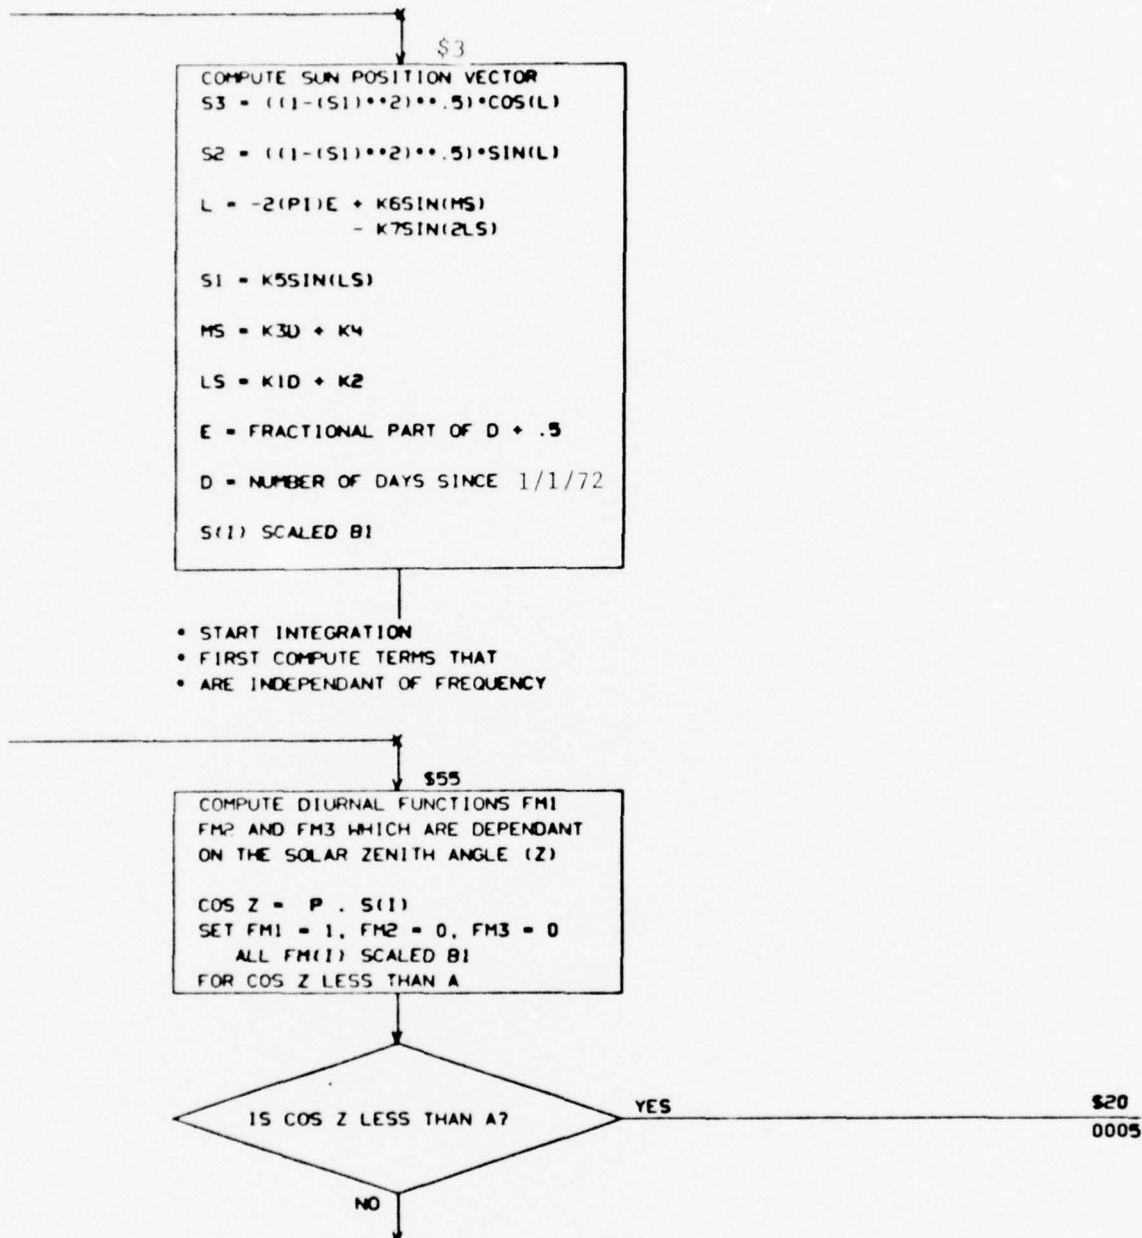 $3
COMPUTE SUN POSITION VECTOR
S3 = ((1-(S1)**2)**.5)*COS(L)
S2 = ((1-(S1)**2)**.5)*SIN(L)
L = -2(PI)E + K6SIN(MS)
- K7SIN(2LS)
S1 = K5SIN(LS)
MS = K3D + K4
LS = K1D + K2
E = FRACTIONAL PART OF D + .5
D = NUMBER OF DAYS SINCE 1/1/72
S(I) SCALED B1
* START INTEGRATION
* FIRST COMPUTE TERMS THAT
* ARE INDEPENDANT OF FREQUENCY
$55
COMPUTE DIURNAL FUNCTIONS FM1
FM2 AND FM3 WHICH ARE DEPENDANT
ON THE SOLAR ZENITH ANGLE (Z)
COS Z = P . S(I)
SET FM1 = 1, FM2 = 0, FM3 = 0
ALL FM(I) SCALED B1
FOR COS Z LESS THAN A
IS COS Z LESS THAN A?
YES
$20
0005
NO